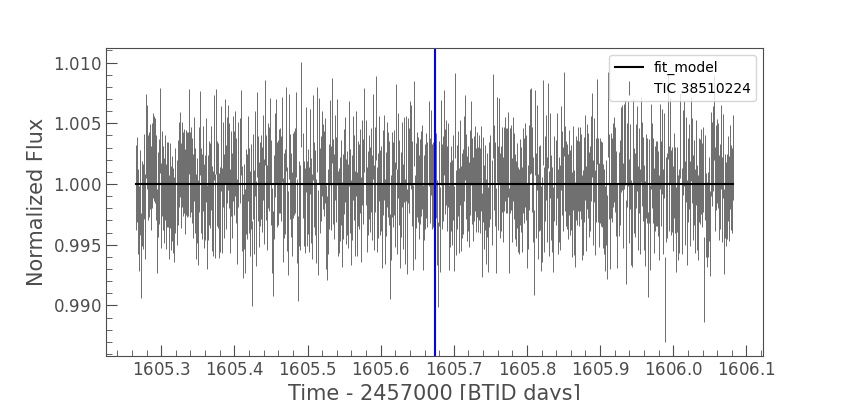 fit_model
TIC 38510224
1.010
1.005
1.000
0.995
0.990
Normalized Flux
1605.3 1605.4 1605.5 1605.6 1605.7 1605.8 1605.9 1606.0 1606.1
Time - 2457000 [BTJD days]